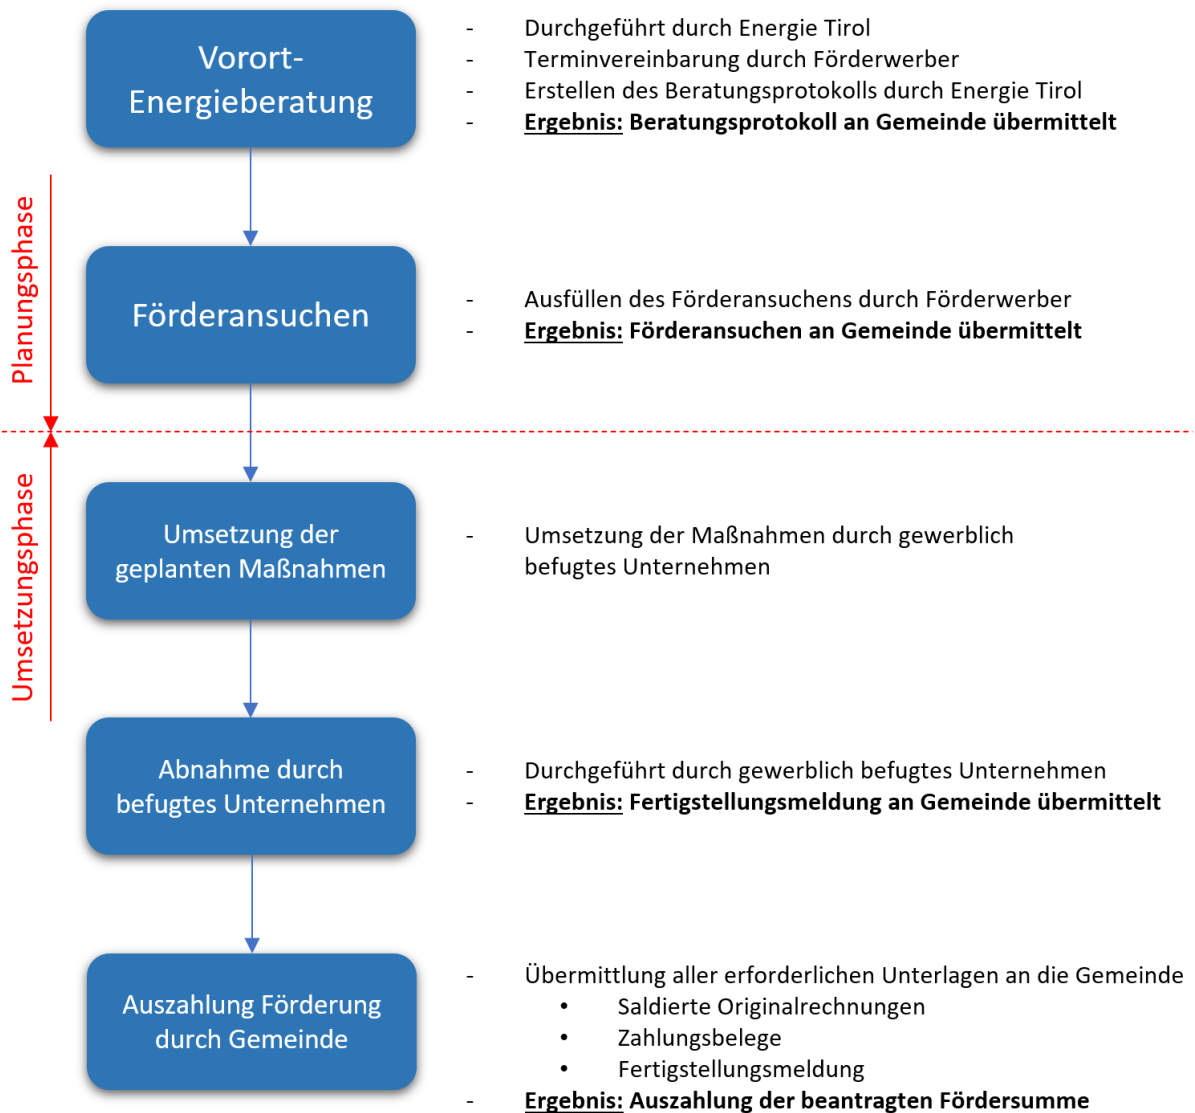 Vorort-
Energieberatung
- Durchgeführt durch Energie Tirol
- Terminvereinbarung durch Förderwerber
- Erstellen des Beratungsprotokolls durch Energie Tirol
- Ergebnis: Beratungsprotokoll an Gemeinde übermittelt
Planungsphase
Förderansuchen
- Ausfüllen des Förderansuchens durch Förderwerber
- Ergebnis: Förderansuchen an Gemeinde übermittelt
Umsetzungsphase
Umsetzung der
geplanten Maßnahmen
- Umsetzung der Maßnahmen durch gewerblich
befugtes Unternehmen
Abnahme durch
befugtes Unternehmen
- Durchgeführt durch gewerblich befugtes Unternehmen
- Ergebnis: Fertigstellungsmeldung an Gemeinde übermittelt
Auszahlung Förderung
durch Gemeinde
- Übermittlung aller erforderlichen Unterlagen an die Gemeinde
• Saldierte Originalrechnungen
• Zahlungsbelege
• Fertigstellungsmeldung
- Ergebnis: Auszahlung der beantragten Fördersumme